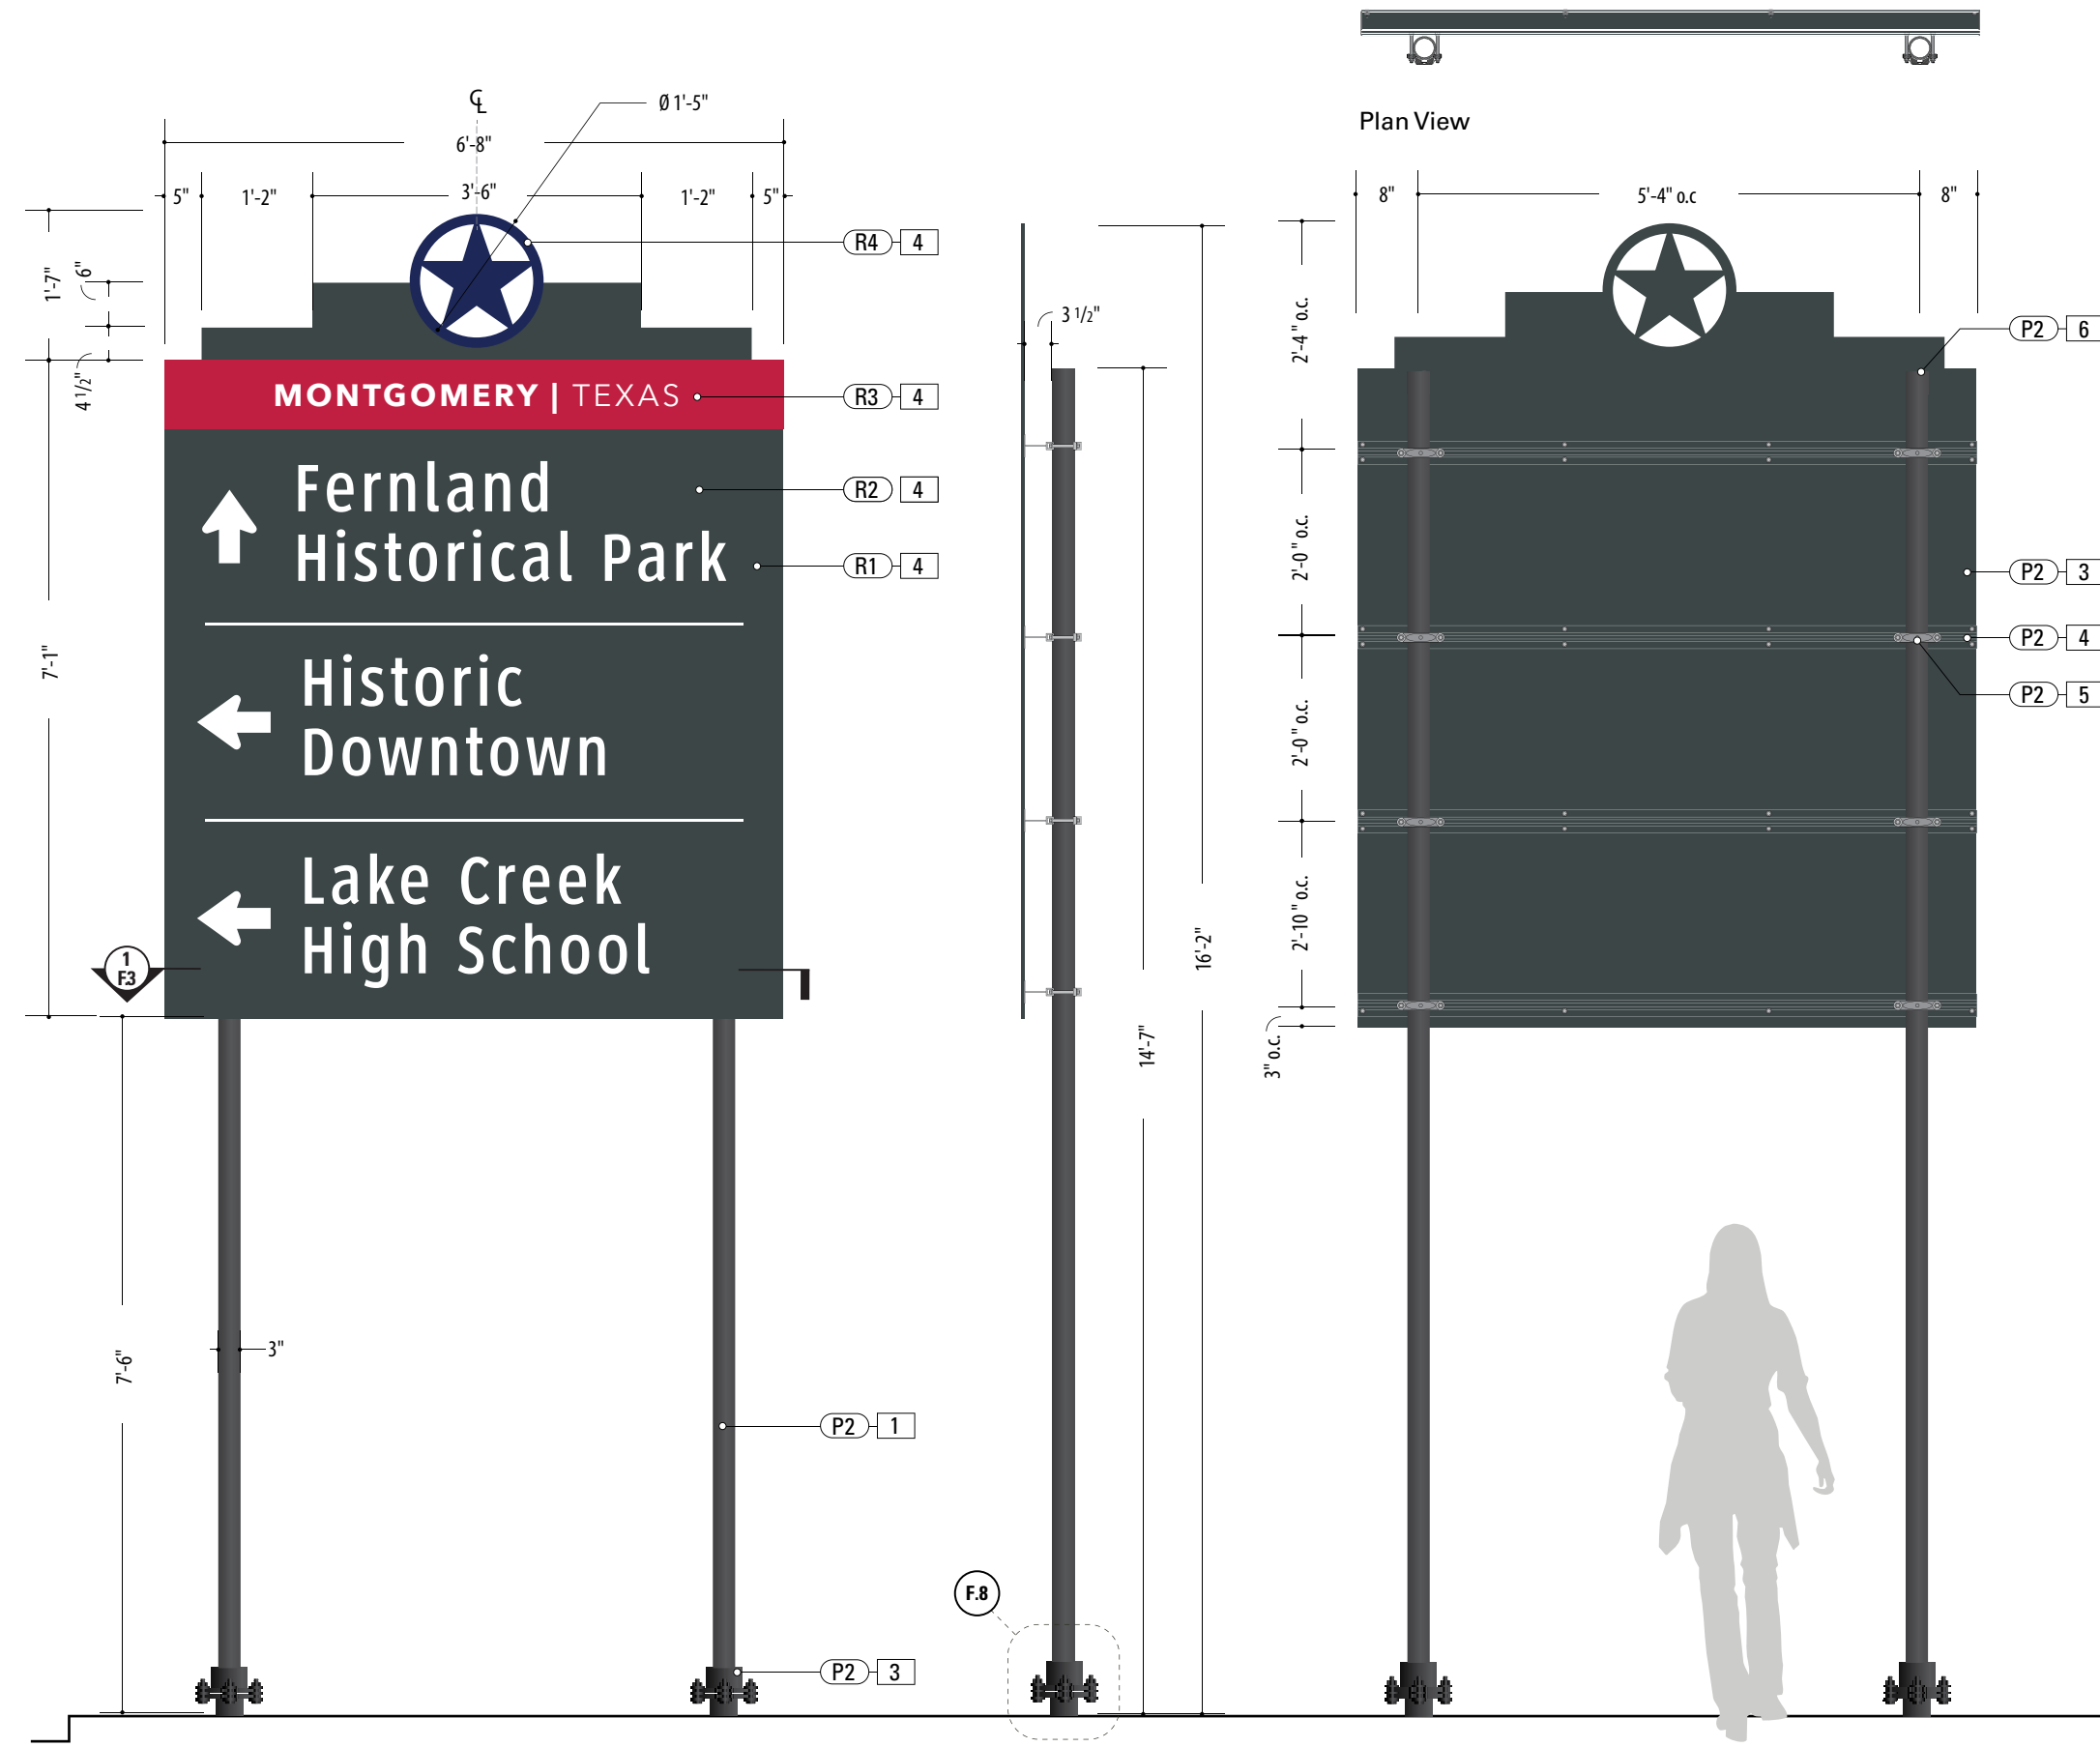 ℄
Ø 1'-5"
6'-8"
5"
1'-2"
3'-6"
1'-2"
5"
1'-7"
6"
4 1/2"
R4 4
MONTGOMERY | TEXAS
R3 4
Fernland
Historical Park
R2 4
R1 4
7'-1"
Historic
Downtown
Lake Creek
High School
1
F.3
7'-6"
3"
P2 1
P2 3
3 1/2"
14'-7"
16'-2"
F.8
Plan View
8"
5'-4" o.c
8"
2'-4" o.c.
P2 6
2'-0" o.c.
P2 3
P2 4
P2 5
2'-0" o.c.
2'-10" o.c.
3" o.c.